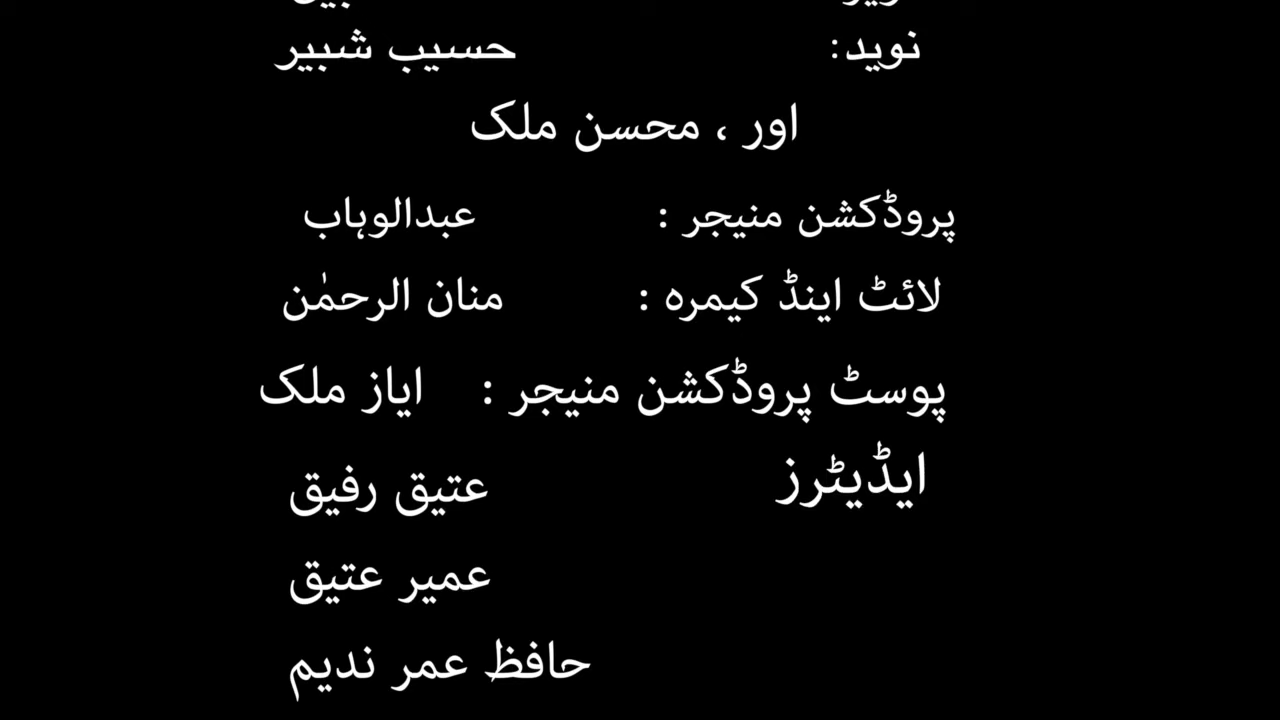 نوید: حسیب شبیر
اور ، محسن ملک
پروڈکشن منیجر : عبدالوہاب
لائٹ اینڈ کیمرہ : منان الرحمٰن
پوسٹ پروڈکشن منیجر : ایاز ملک
ایڈیٹرز عتیق رفیق
عمیر عتیق
حافظ عمر ندیم